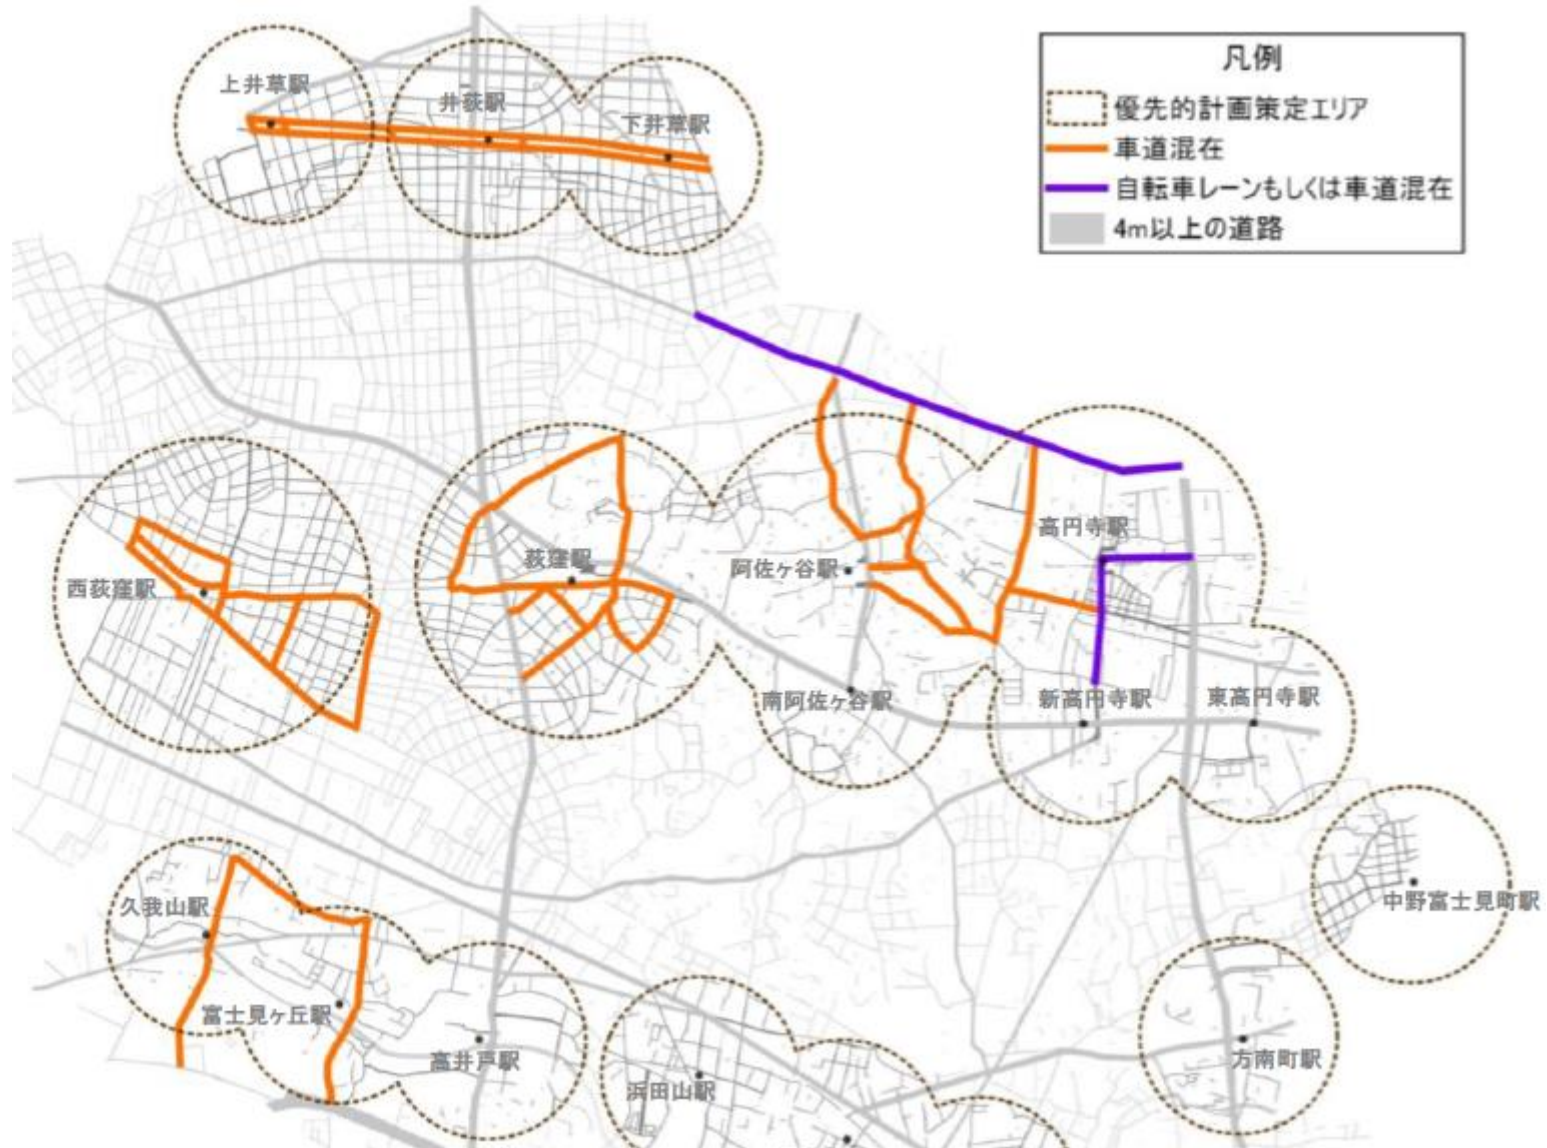 凡例
優先的計画策定エリア
車道混在
自転車レーンもしくは車道混在
4m以上の道路
上井草駅
井荻駅
下井草駅
西荻窪駅
荻窪駅
阿佐ヶ谷駅
高円寺駅
南阿佐ヶ谷駅
新高円寺駅
東高円寺駅
中野富士見町駅
久我山駅
富士見ヶ丘駅
高井戸駅
浜田山駅
方南町駅